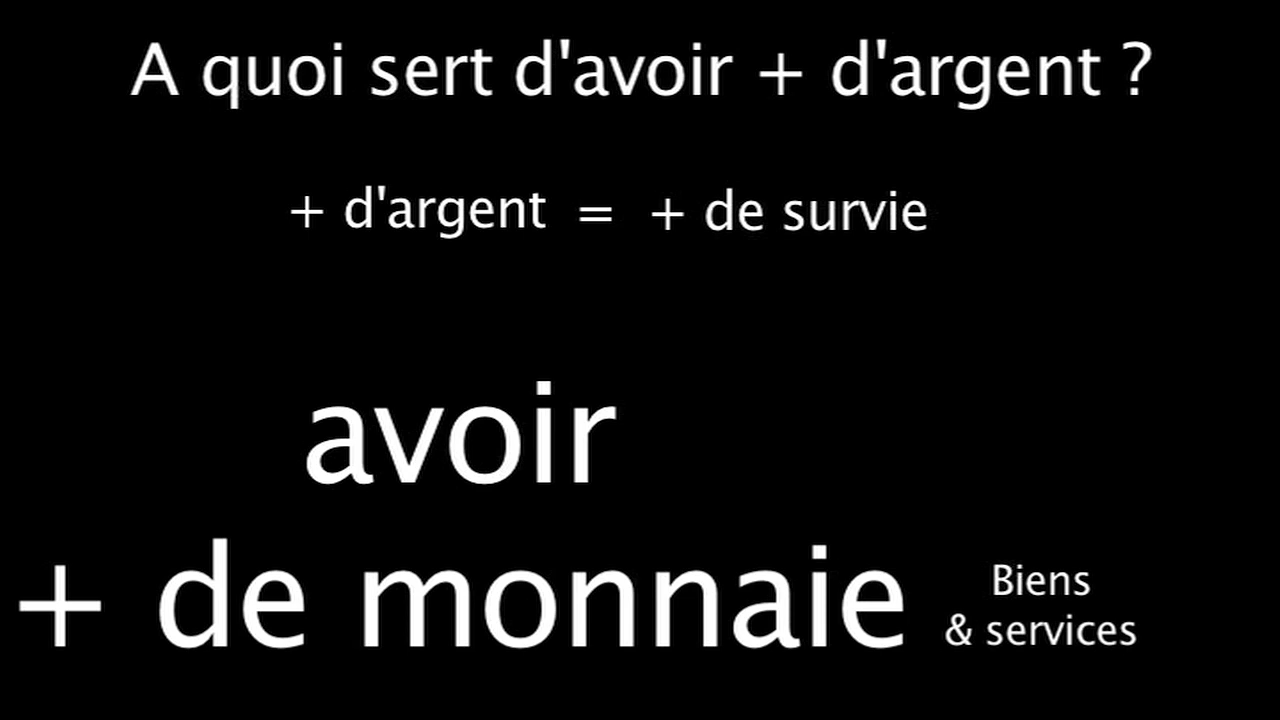 A quoi sert d'avoir + d'argent ?
+ d'argent = + de survie
avoir
+ de monnaie
Biens
& services